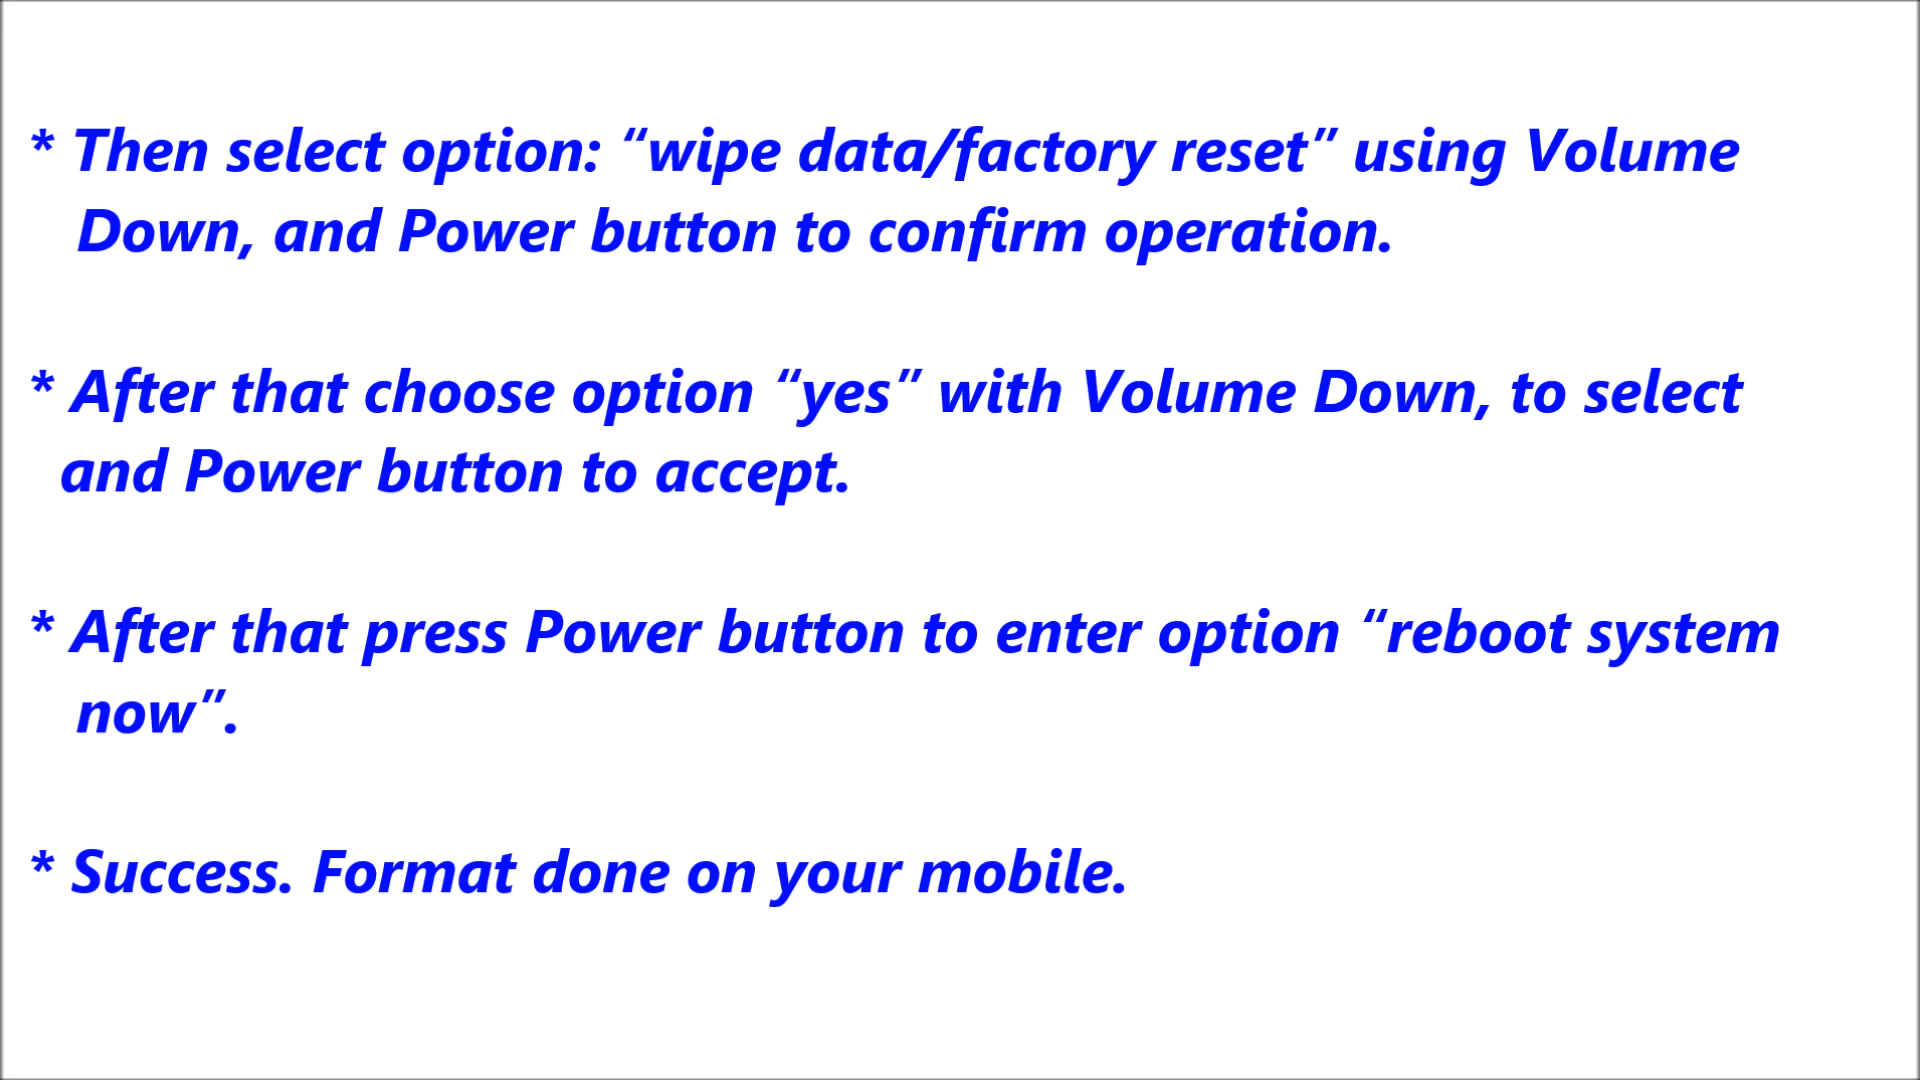 * Then select option: “wipe data/factory reset” using Volume
Down, and Power button to confirm operation.
* After that choose option “yes” with Volume Down, to select
and Power button to accept.
* After that press Power button to enter option “reboot system
now”.
* Success. Format done on your mobile.